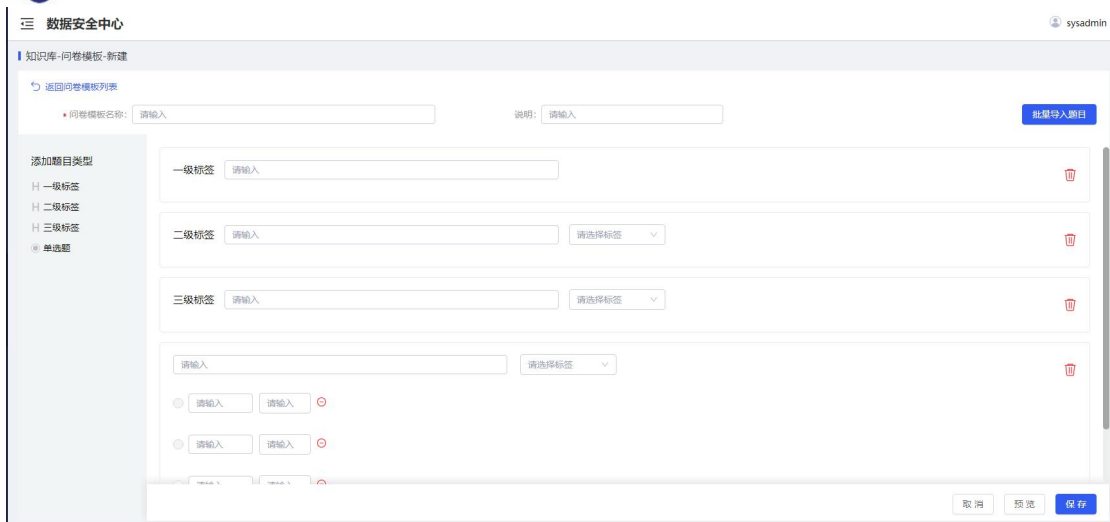 数据安全中心
sysadmin
知识库-问卷模板-新建
返回问卷模板列表
* 问卷模板名称: 请输入 说明: 请输入 批量导入题目
添加题目类型
H 一级标签
H 二级标签
H 三级标签
单选题
一级标签 请输入
二级标签 请输入 请选择标签
三级标签 请输入 请选择标签
请输入 请选择标签
请输入 请输入
请输入 请输入
取消 预览 保存